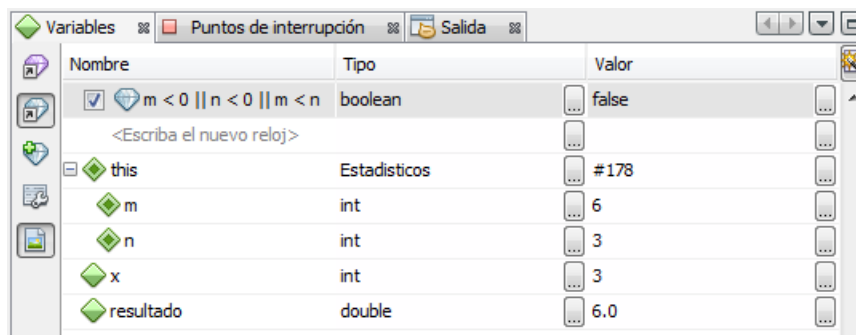 Variables Puntos de interrupción Salida
Nombre Tipo Valor
m < 0 || n < 0 || m < n boolean ... false ...
<Escriba el nuevo reloj> ... ...
this Estadisticos ... #178 ...
m int ... 6 ...
n int ... 3 ...
x int ... 3 ...
resultado double ... 6.0 ...